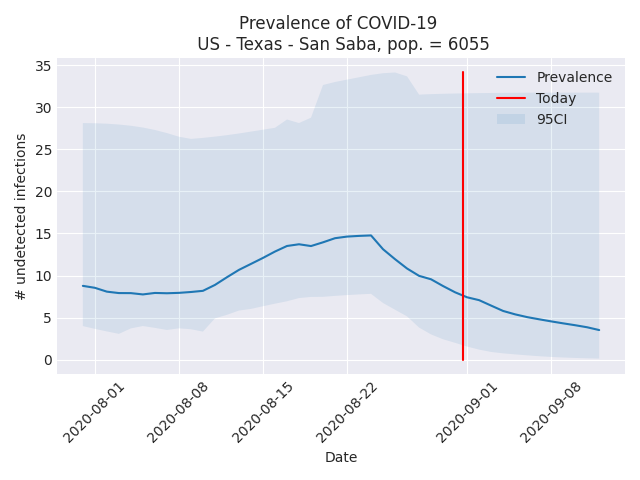 Prevalence of COVID-19
US - Texas - San Saba, pop. = 6055
35
30
25
20
15
10
5
0
# undetected infections
Prevalence
Today
95CI
2020-08-01
2020-08-08
2020-08-15
2020-08-22
2020-09-01
2020-09-08
Date